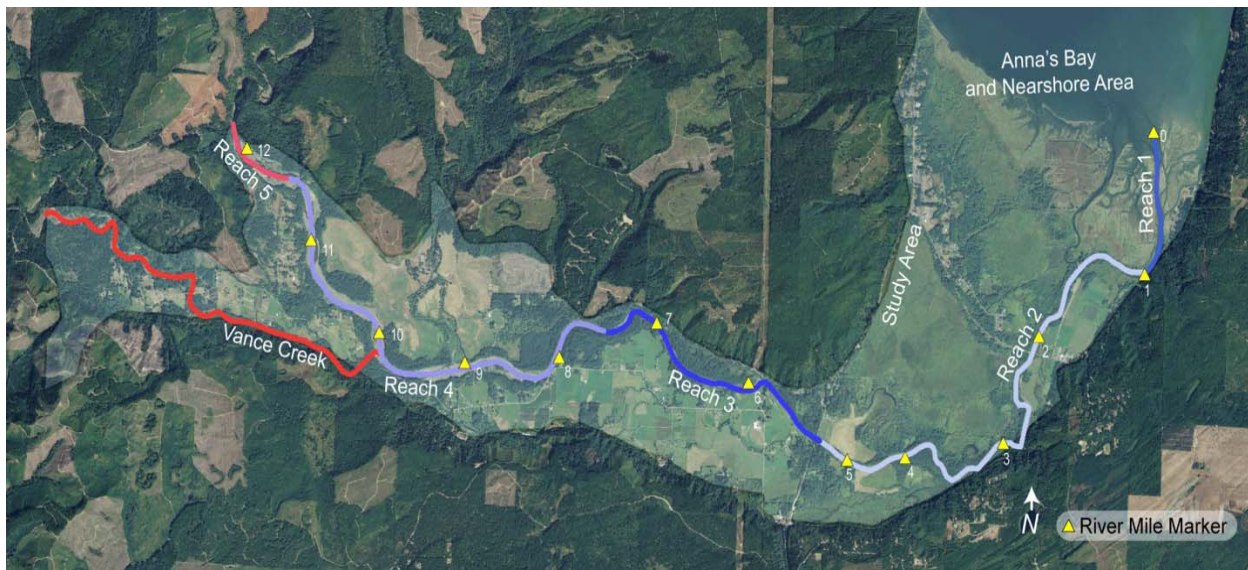 Anna's Bay
and Nearshore Area
0
12
Reach 5
Reach 1
11
Study Area
1
Vance Creek
10
7
Reach 2
2
Reach 4
9
8
Reach 3
6
5
4
3
N
River Mile Marker